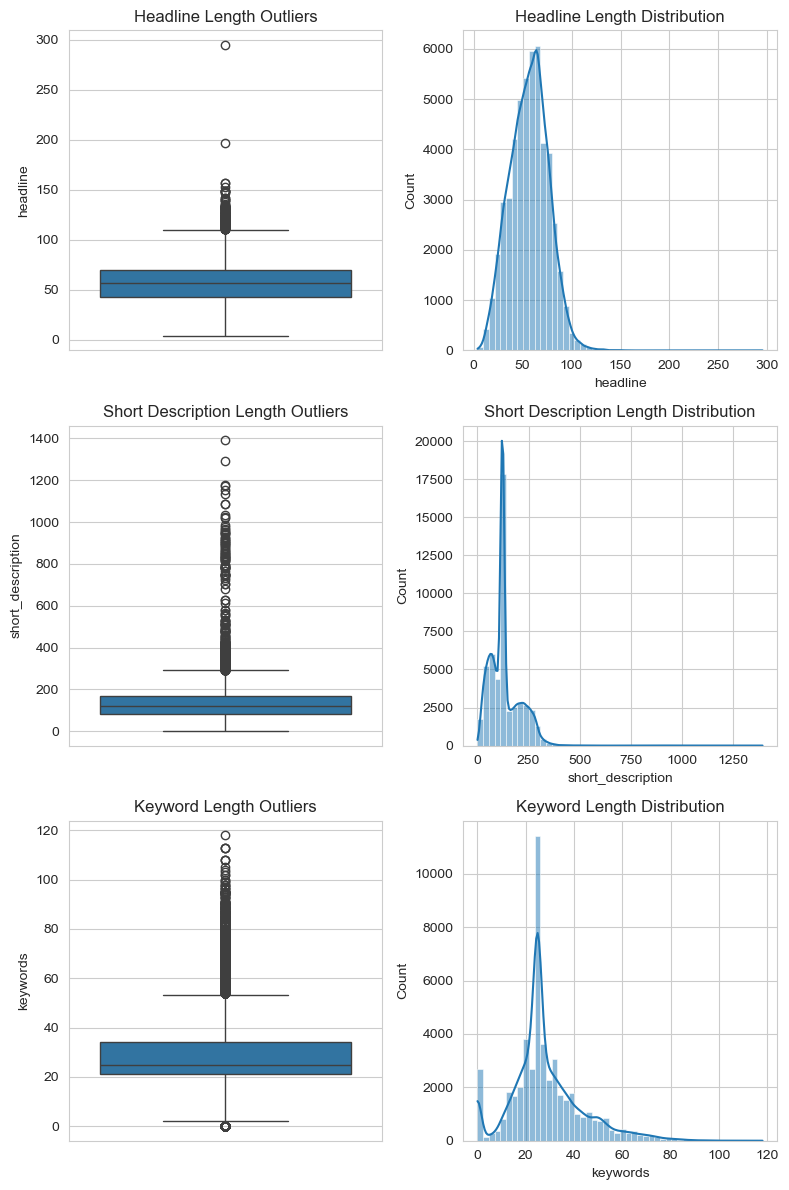 Headline Length Outliers
300
250
200
150
100
50
0
headline
Headline Length Distribution
6000
5000
4000
3000
2000
1000
0
Count
0 50 100 150 200 250 300
headline
Short Description Length Outliers
1400
1200
1000
800
600
400
200
0
short_description
Short Description Length Distribution
20000
17500
15000
12500
10000
7500
5000
2500
0
Count
0 250 500 750 1000 1250
short_description
Keyword Length Outliers
120
100
80
60
40
20
0
keywords
Keyword Length Distribution
10000
8000
6000
4000
2000
0
Count
0 20 40 60 80 100 120
keywords